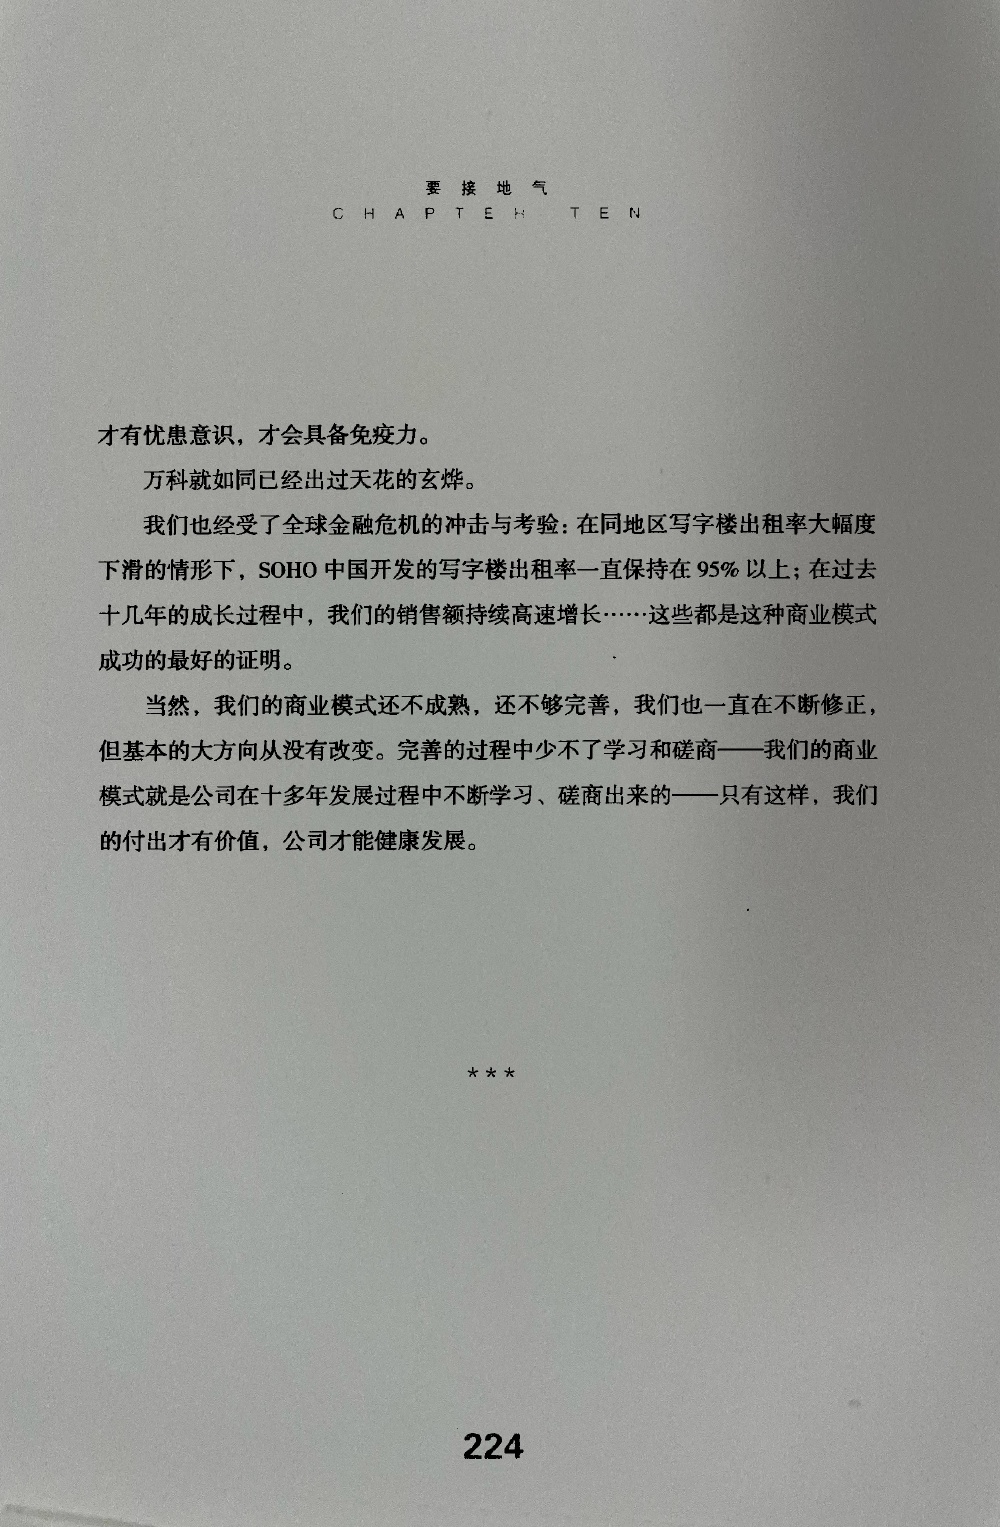 要接地气
CHAPTER TEN
才有忧患意识，才会具备免疫力。
万科就如同已经出过天花的玄烨。
我们也经受了全球金融危机的冲击与考验：在同地区写字楼出租率大幅度
下滑的情形下，SOHO 中国开发的写字楼出租率一直保持在 95% 以上；在过去
十几年的成长过程中，我们的销售额持续高速增长……这些都是这种商业模式
成功的最好的证明。
当然，我们的商业模式还不成熟，还不够完善，我们也一直在不断修正，
但基本的大方向从没有改变。完善的过程中少不了学习和磋商——我们的商业
模式就是公司在十多年发展过程中不断学习、磋商出来的——只有这样，我们
的付出才有价值，公司才能健康发展。
***
224